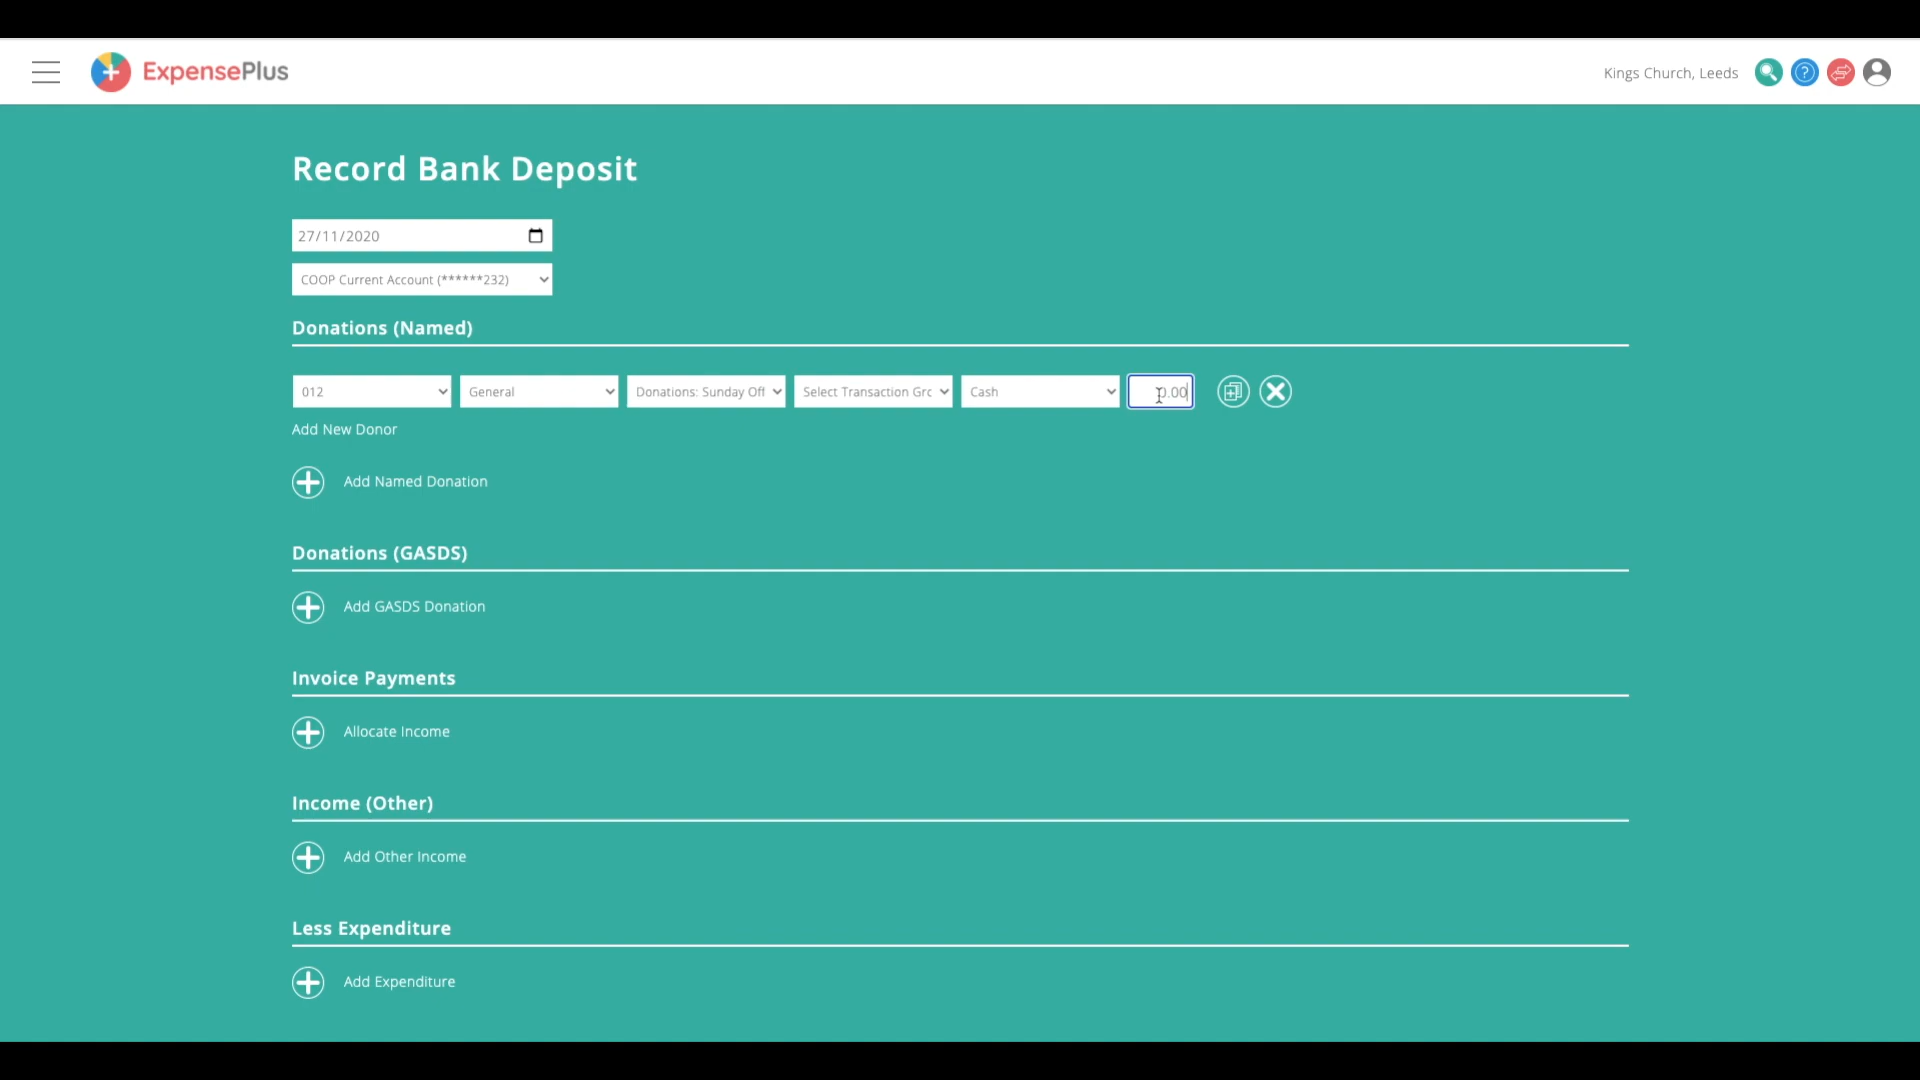 ExpensePlus
Kings Church, Leeds
Record Bank Deposit
27/11/2020
COOP Current Account (******232)
Donations (Named)
012 General Donations: Sunday Off Select Transaction Grc Cash 0.00
Add New Donor
Add Named Donation
Donations (GASDS)
Add GASDS Donation
Invoice Payments
Allocate Income
Income (Other)
Add Other Income
Less Expenditure
Add Expenditure